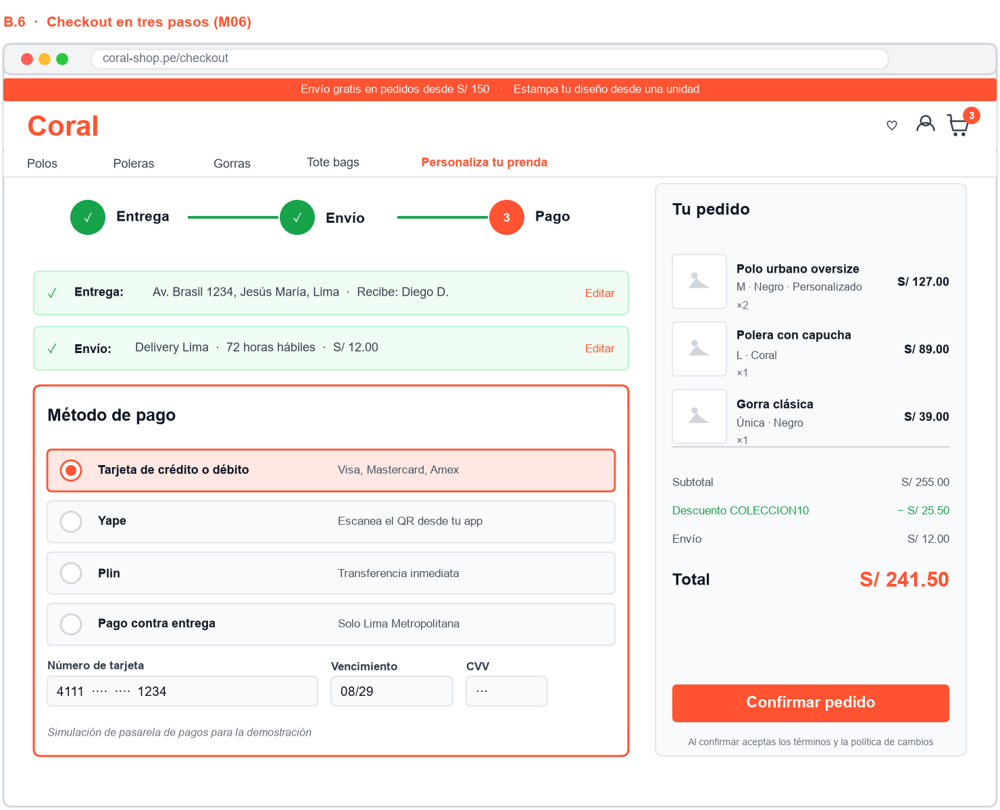 B.6 · Checkout en tres pasos (M06)
coral-shop.pe/checkout
Envío gratis en pedidos desde S/ 150 · Estampa tu diseño desde una unidad
Coral
3
Polos Poleras Gorras Tote bags Personaliza tu prenda
✓ Entrega ✓ Envío 3 Pago
✓ Entrega: Av. Brasil 1234, Jesús María, Lima · Recibe: Diego D. Editar
✓ Envío: Delivery Lima · 72 horas hábiles · S/ 12.00 Editar
Método de pago
Tarjeta de crédito o débito Visa, Mastercard, Amex
Yape Escanea el QR desde tu app
Plin Transferencia inmediata
Pago contra entrega Solo Lima Metropolitana
Número de tarjeta Vencimiento CVV
4111 ···· ···· 1234 08/29 ···
Simulación de pasarela de pagos para la demostración
Tu pedido
Polo urbano oversize
M · Negro · Personalizado S/ 127.00
×2
Polera con capucha
L · Coral S/ 89.00
×1
Gorra clásica
Única · Negro S/ 39.00
×1
Subtotal S/ 255.00
Descuento COLECCION10 − S/ 25.50
Envío S/ 12.00
Total S/ 241.50
Confirmar pedido
Al confirmar aceptas los términos y la política de cambios